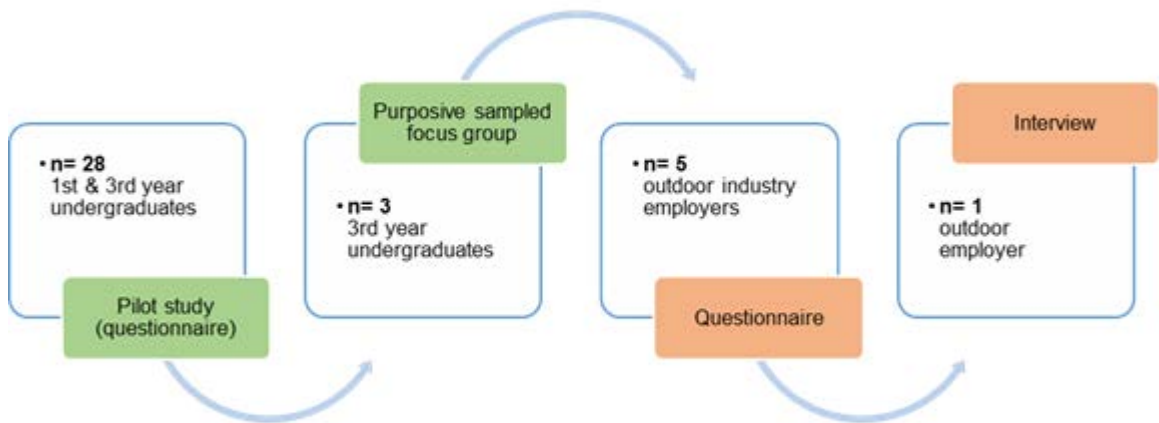 • n= 28
1st & 3rd year
undergraduates
Pilot study
(questionnaire)
Purposive sampled
focus group
• n= 3
3rd year
undergraduates
• n= 5
outdoor industry
employers
Questionnaire
Interview
• n= 1
outdoor
employer